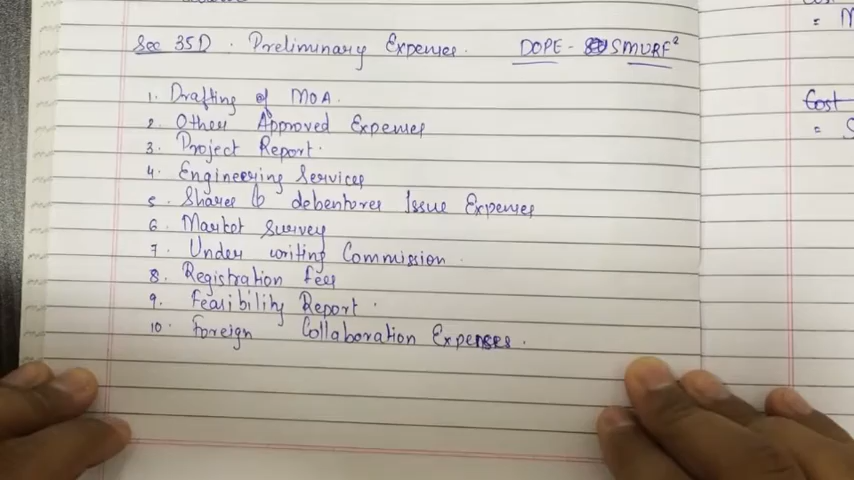 Sec 35D. Preliminary Expenses. DOPE - SMURF²
1. Drafting of MOA.
2. Other Approved Expenses
3. Project Report.
4. Engineering Services
5. Shares & debentures Issue Expenses
6. Market Survey
7. Under writing Commission.
8. Registration fees
9. Feasibility Report.
10. Foreign Collaboration Expenses.
Cost
=